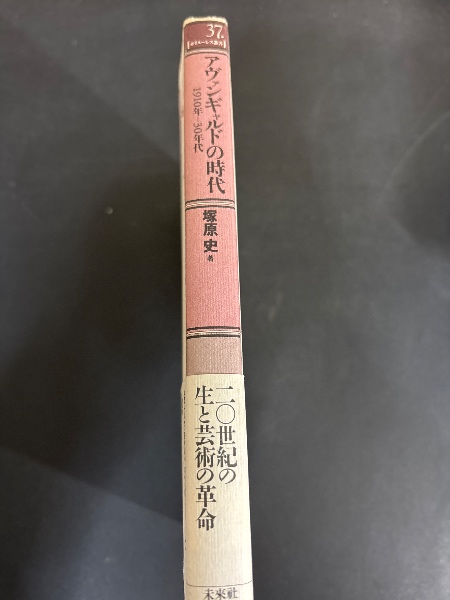 37
アヴァンギャルドの時代
1910年-30年代
塚原史 著
二〇世紀の
生と芸術の革命
未来社